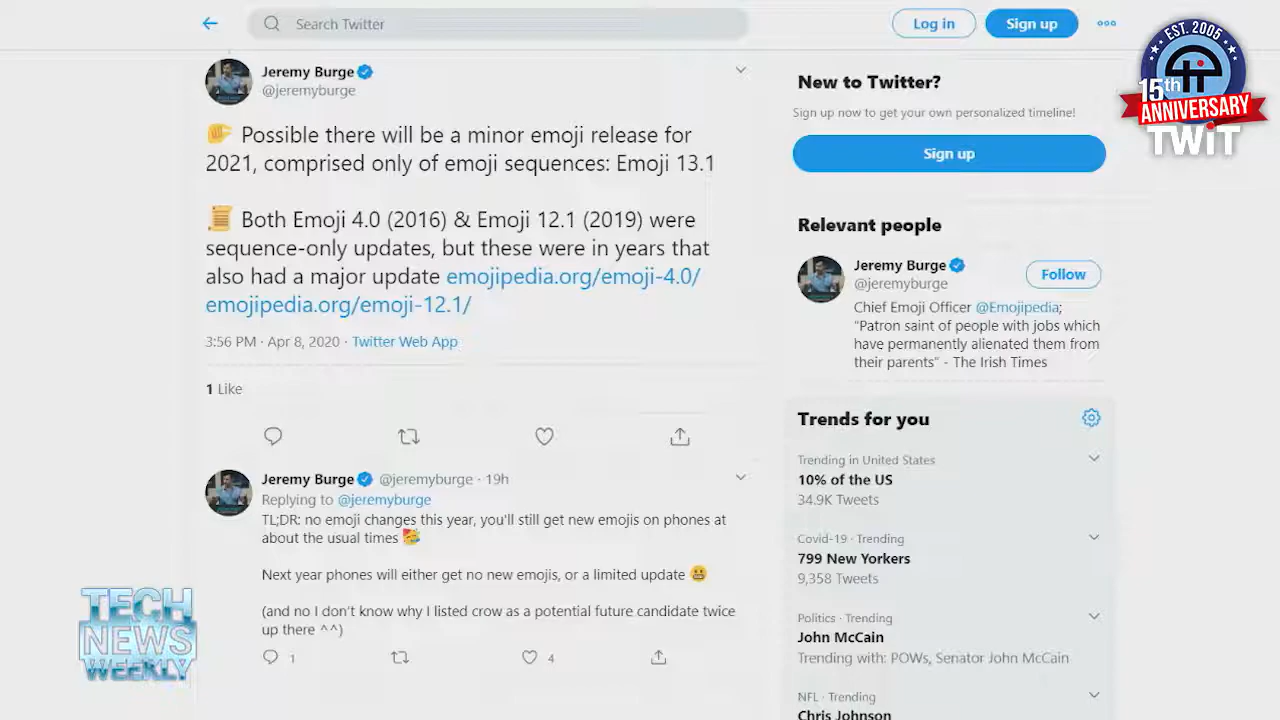 Search Twitter
Log in
Sign up
EST. 2005
15th
ANNIVERSARY
TWiT
Jeremy Burge
@jeremyburge
Possible there will be a minor emoji release for
2021, comprised only of emoji sequences: Emoji 13.1
Both Emoji 4.0 (2016) & Emoji 12.1 (2019) were
sequence-only updates, but these were in years that
also had a major update emojipedia.org/emoji-4.0/
emojipedia.org/emoji-12.1/
3:56 PM · Apr 8, 2020 · Twitter Web App
1 Like
Jeremy Burge @jeremyburge · 19h
Replying to @jeremyburge
TL;DR: no emoji changes this year, you'll still get new emojis on phones at
about the usual times
Next year phones will either get no new emojis, or a limited update
(and no I don't know why I listed crow as a potential future candidate twice
up there ^^)
1
4
New to Twitter?
Sign up now to get your own personalized timeline!
Sign up
Relevant people
Jeremy Burge
@jeremyburge
Follow
Chief Emoji Officer @Emojipedia;
"Patron saint of people with jobs which
have permanently alienated them from
their parents" - The Irish Times
Trends for you
Trending in United States
10% of the US
34.9K Tweets
Covid-19 · Trending
799 New Yorkers
9,358 Tweets
Politics · Trending
John McCain
Trending with: POWs, Senator John McCain
NFL · Trending
Chris Johnson
TECH
NEWS
WEEKLY